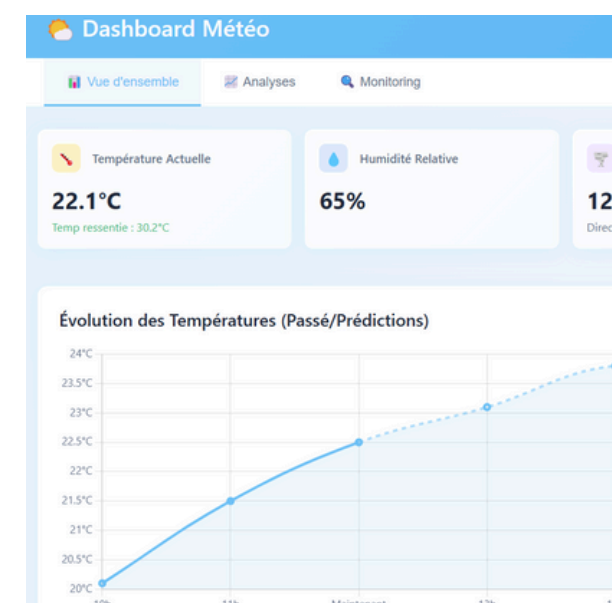 Dashboard Météo
Vue d'ensemble Analyses Monitoring
Température Actuelle Humidité Relative
22.1°C 65% 12
Temp ressentie : 30.2°C Direc
Évolution des Températures (Passé/Prédictions)
24°C
23.5°C
23°C
22.5°C
22°C
21.5°C
21°C
20.5°C
20°C